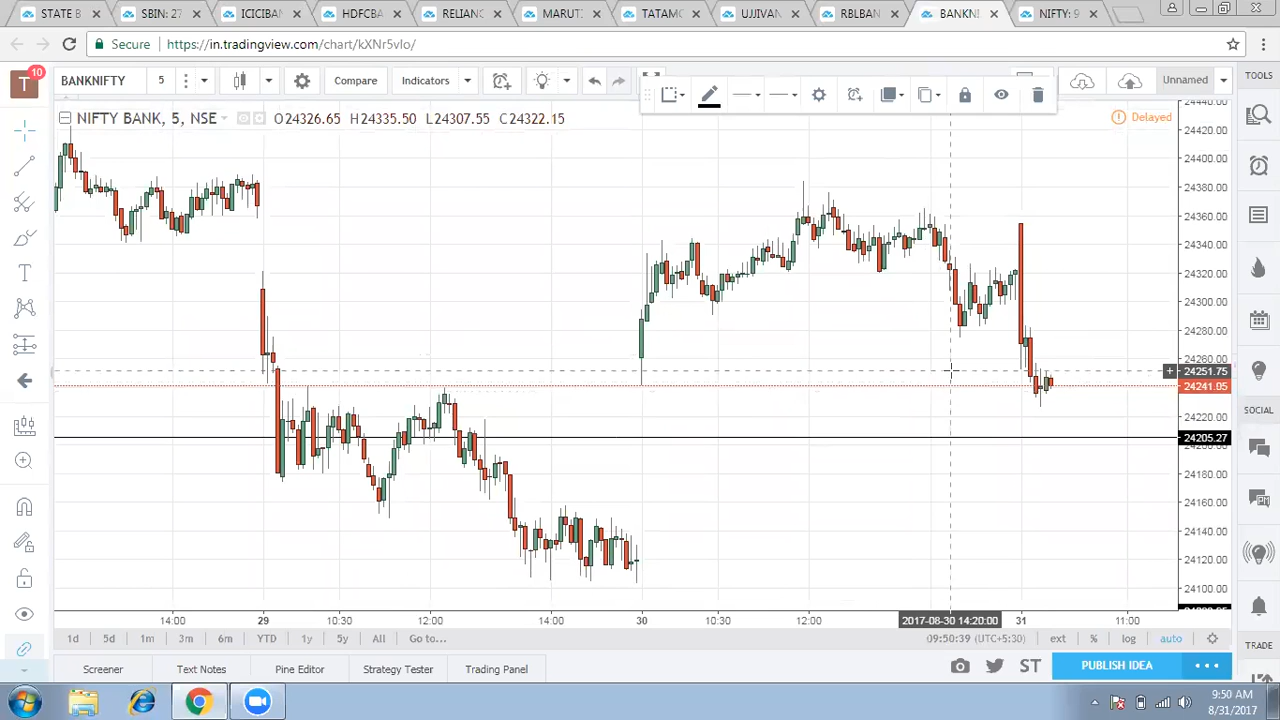 STATE B
SBIN: 27
ICICIBAN
HDFCBA
RELIANC
MARUTI
TATAMO
UJJIVAN
RBLBAN
BANKNI
NIFTY: 9
Secure
https://in.tradingview.com/chart/kXNr5vIo/
T
10
BANKNIFTY
5
Compare
Indicators
Unnamed
TOOLS
NIFTY BANK, 5, NSE
O24326.65 H24335.50 L24307.55 C24322.15
Delayed
24440.00
24420.00
24400.00
24380.00
24360.00
24340.00
24320.00
24300.00
24280.00
24260.00
24251.75
24241.05
24220.00
24205.27
24180.00
24160.00
24140.00
24120.00
24100.00
SOCIAL
TRADE
14:00
29
10:30
12:00
14:00
30
10:30
12:00
2017-08-30 14:20:00
31
11:00
1d 5d 1m 3m 6m YTD 1y 5y All Go to...
09:50:39 (UTC+5:30)
ext % log auto
Screener
Text Notes
Pine Editor
Strategy Tester
Trading Panel
ST
PUBLISH IDEA
9:50 AM
8/31/2017